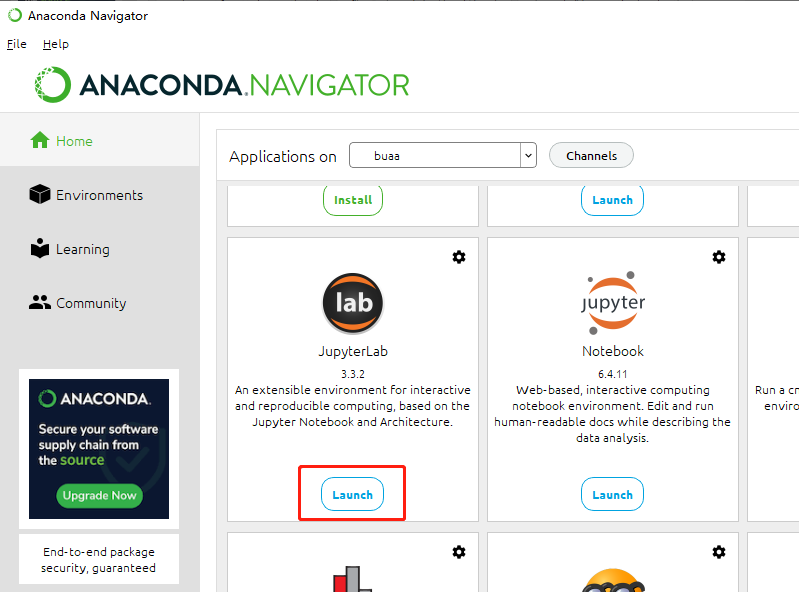 Anaconda Navigator
File Help
ANACONDA.NAVIGATOR
Home
Environments
Learning
Community
ANACONDA.
Secure your software
supply chain from
the source
Upgrade Now
End-to-end package
security, guaranteed
Applications on buaa Channels
Install
Launch
lab
JupyterLab
3.3.2
An extensible environment for interactive
and reproducible computing, based on the
Jupyter Notebook and Architecture.
Launch
jupyter
Notebook
6.4.11
Web-based, interactive computing
notebook environment. Edit and run
human-readable docs while describing the
data analysis.
Launch
Run a